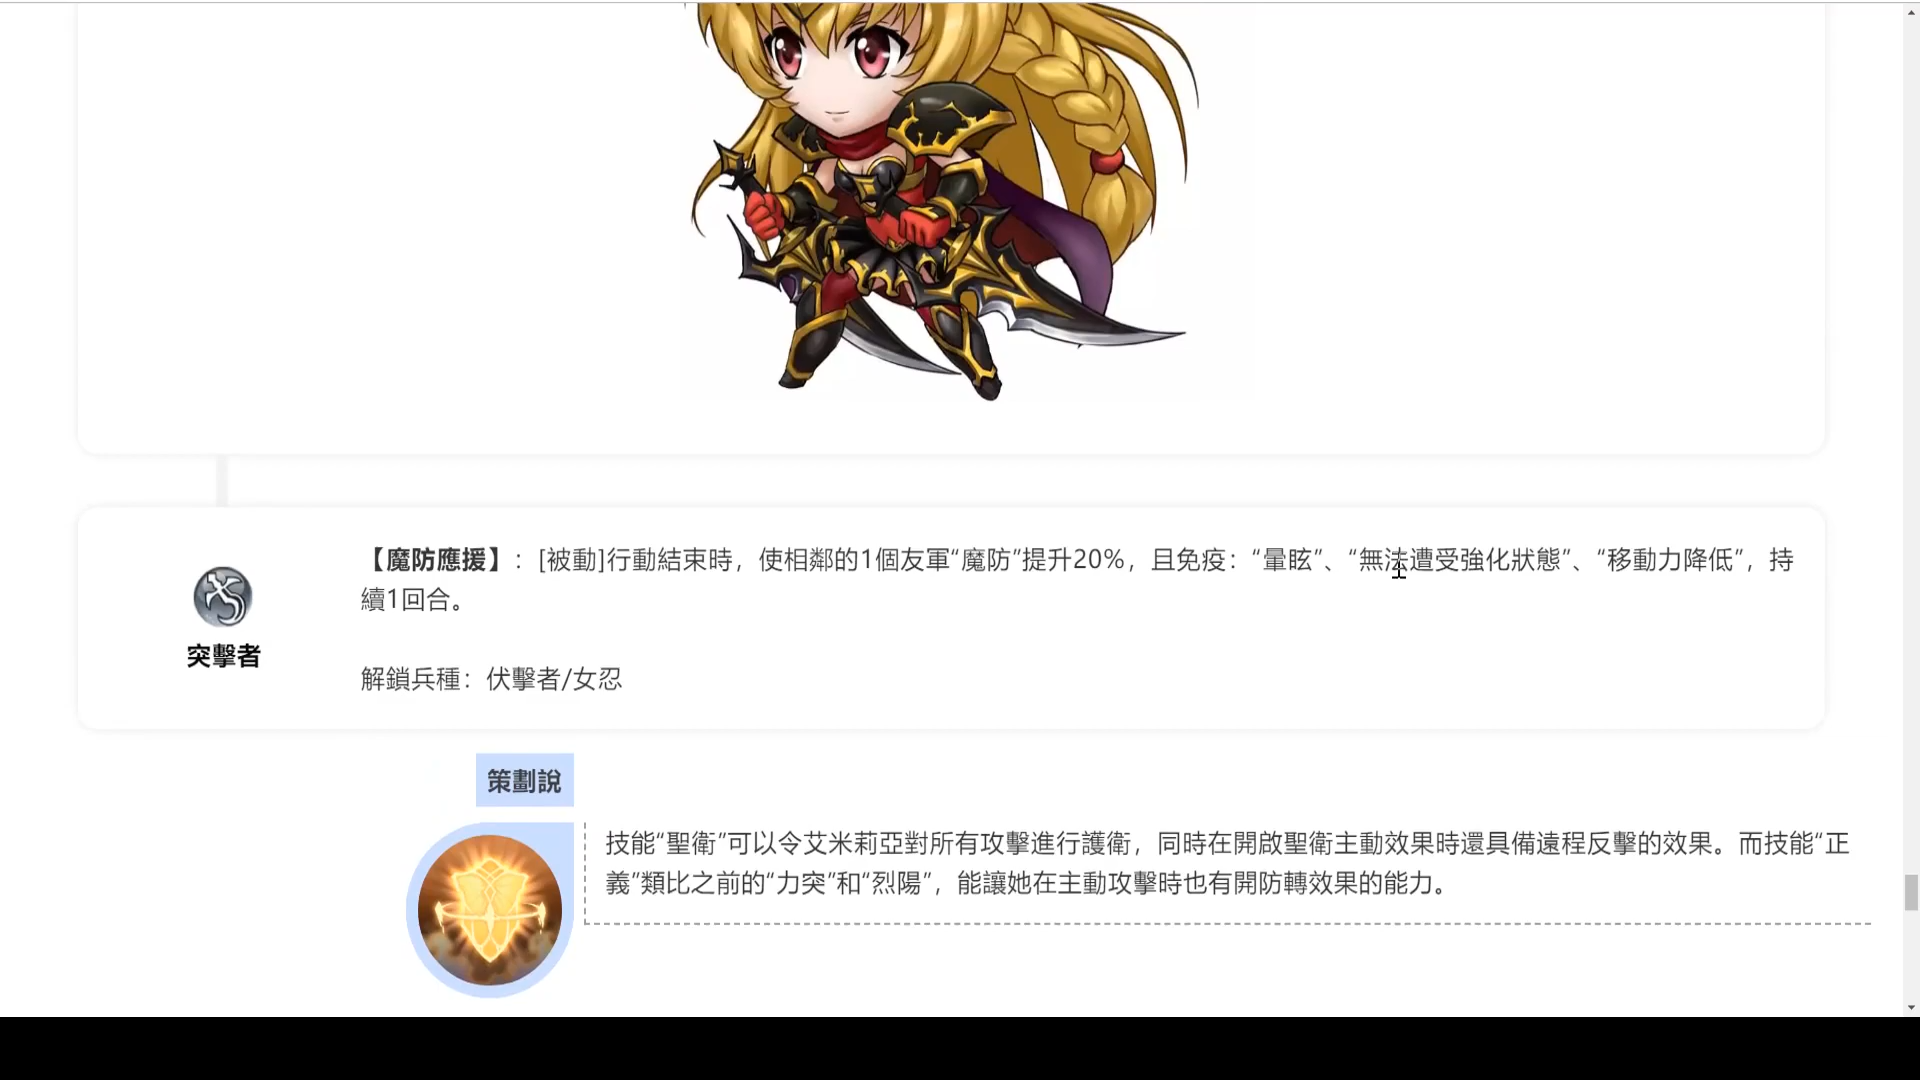 【魔防應援】：[被動]行動結束時，使相鄰的1個友軍“魔防”提升20%，且免疫：“暈眩”、“無法遭受強化狀態”、“移動力降低”，持
續1回合。
突擊者
解鎖兵種：伏擊者/女忍
策劃說
技能“聖衛”可以令艾米莉亞對所有攻擊進行護衛，同時在開啟聖衛主動效果時還具備遠程反擊的效果。而技能“正
義”類比之前的“力突”和“烈陽”，能讓她在主動攻擊時也有開防轉效果的能力。